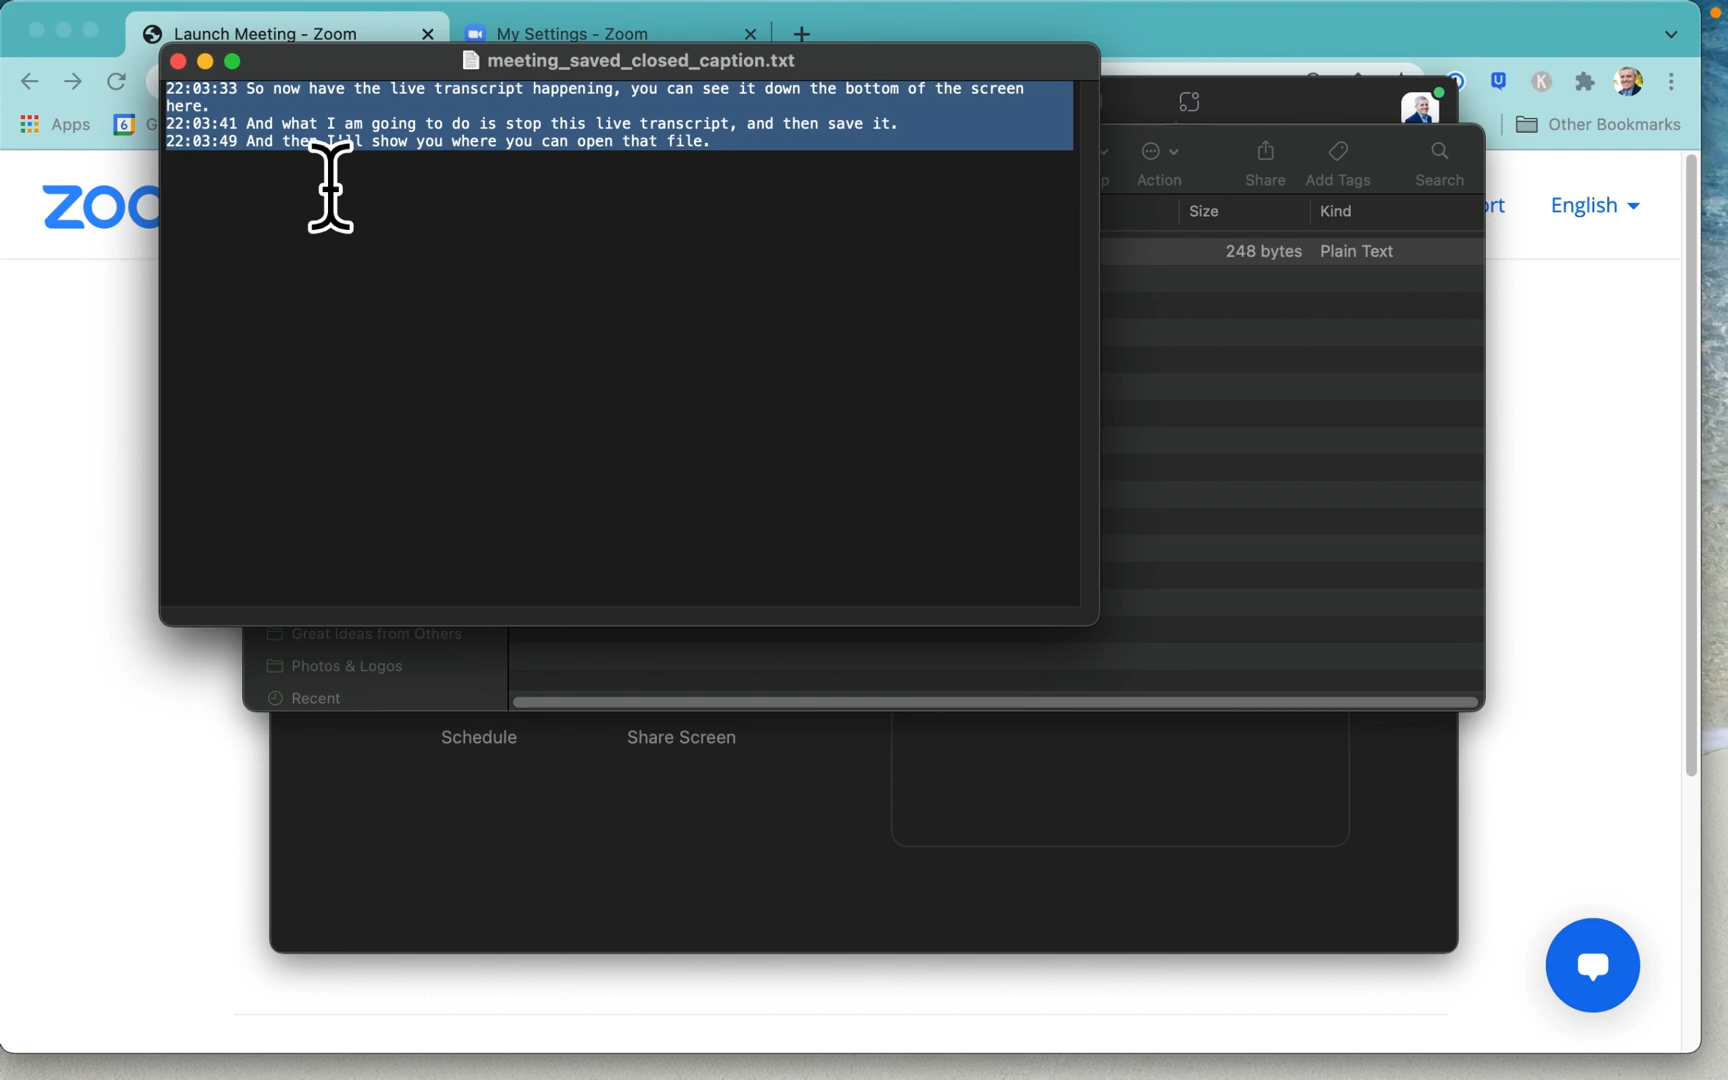 Launch Meeting - Zoom
My Settings - Zoom
meeting_saved_closed_caption.txt
22:03:33 So now have the live transcript happening, you can see it down the bottom of the screen
here.
22:03:41 And what I am going to do is stop this live transcript, and then save it.
22:03:49 And then I'll show you where you can open that file.
Apps
6
Other Bookmarks
Action
Share
Add Tags
Search
Size
Kind
English
248 bytes
Plain Text
Great Ideas from Others
Photos & Logos
Recent
Schedule
Share Screen